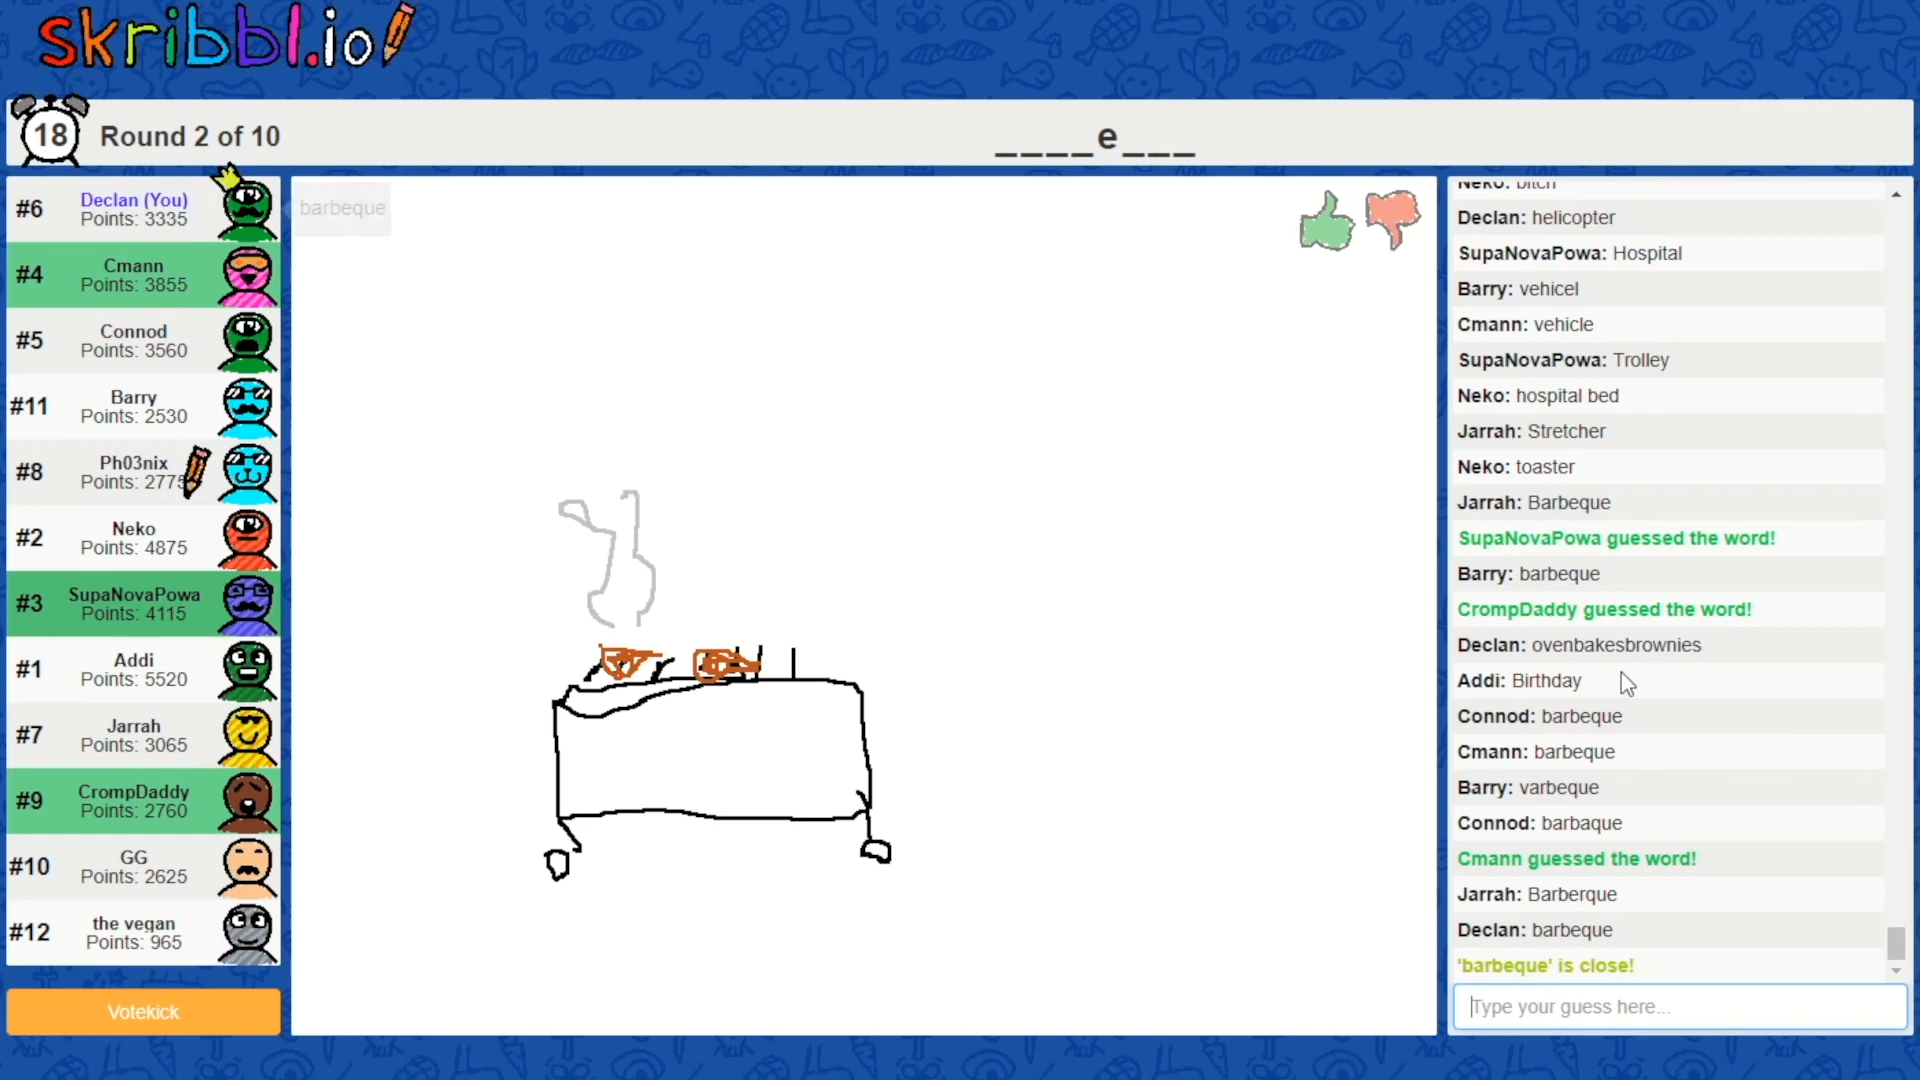 skribbl.io
18 Round 2 of 10 ____e___
#6 Declan (You)
Points: 3335
#4 Cmann
Points: 3855
#5 Connod
Points: 3560
#11 Barry
Points: 2530
#8 Ph03nix
Points: 2775
#2 Neko
Points: 4875
#3 SupaNovaPowa
Points: 4115
#1 Addi
Points: 5520
#7 Jarrah
Points: 3065
#9 CrompDaddy
Points: 2760
#10 GG
Points: 2625
#12 the vegan
Points: 965
Votekick
barbeque
Neko: bitch
Declan: helicopter
SupaNovaPowa: Hospital
Barry: vehicel
Cmann: vehicle
SupaNovaPowa: Trolley
Neko: hospital bed
Jarrah: Stretcher
Neko: toaster
Jarrah: Barbeque
SupaNovaPowa guessed the word!
Barry: barbeque
CrompDaddy guessed the word!
Declan: ovenbakesbrownies
Addi: Birthday
Connod: barbeque
Cmann: barbeque
Barry: varbeque
Connod: barbaque
Cmann guessed the word!
Jarrah: Barberque
Declan: barbeque
'barbeque' is close!
Type your guess here...